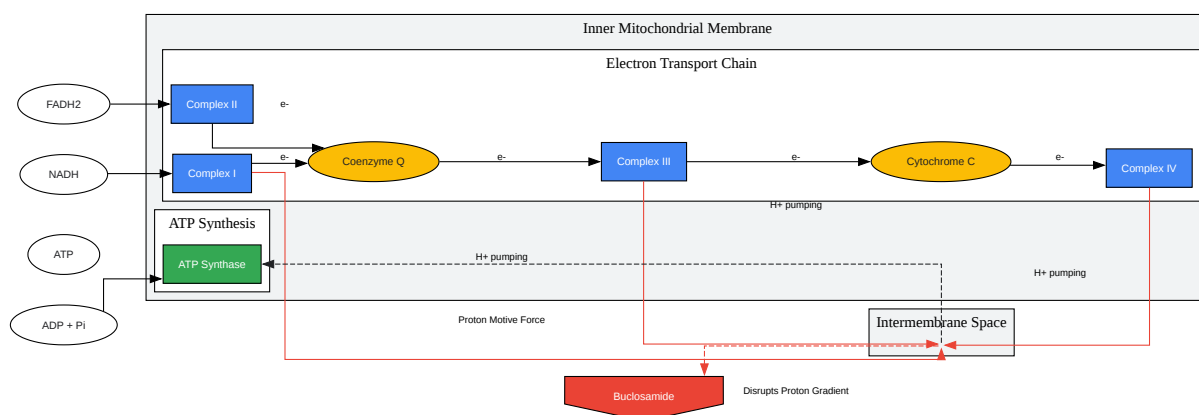 Inner Mitochondrial Membrane
Electron Transport Chain
FADH2
Complex II
e-
NADH
Complex I
e-
Coenzyme Q
e-
Complex III
e-
Cytochrome C
e-
Complex IV
H+ pumping
ATP Synthesis
ATP
ATP Synthase
H+ pumping
H+ pumping
ADP + Pi
Proton Motive Force
Intermembrane Space
Buclosamide
Disrupts Proton Gradient